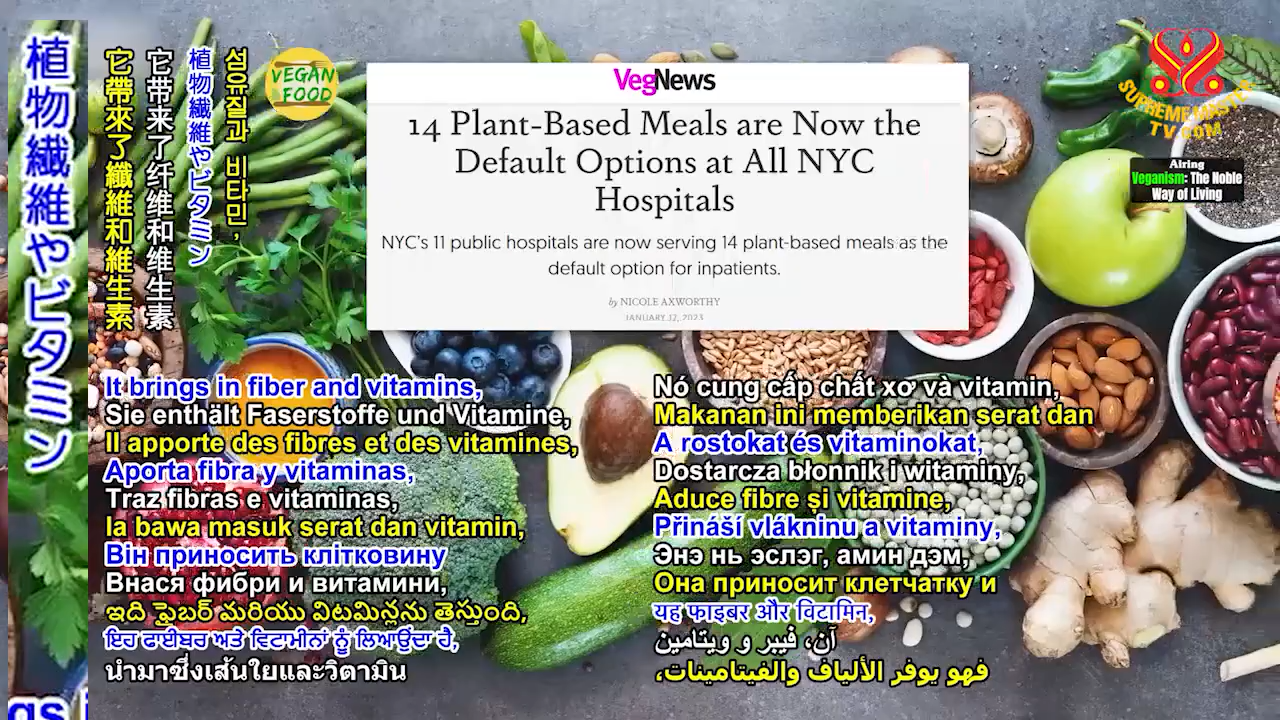 植物繊維やビタミン
它帶來了纖維和維生素
它带来了纤维和维生素
植物繊維やビタミン
섬유질과 비타민,
VEGAN
FOOD
VegNews
14 Plant-Based Meals are Now the
Default Options at All NYC
Hospitals
NYC's 11 public hospitals are now serving 14 plant-based meals as the
default option for inpatients.
by NICOLE AXWORTHY
JANUARY 12, 2023
SUPREME MASTER
TV.COM
Airing
Veganism: The Noble
Way of Living
It brings in fiber and vitamins,
Sie enthält Faserstoffe und Vitamine,
Il apporte des fibres et des vitamines,
Aporta fibra y vitaminas,
Traz fibras e vitaminas,
Ia bawa masuk serat dan vitamin,
Він приносить клітковину
Внася фибри и витамини,
ఇది ఫైబర్ మరియు విటమిన్లను తెస్తుంది,
ਇਹ ਫਾਈਬਰ ਅਤੇ ਵਿਟਾਮੀਨਾਂ ਨੂੰ ਲਿਆਉਂਦਾ ਹੈ,
นำมาซึ่งเส้นใยและวิตามิน
Nó cung cấp chất xơ và vitamin,
Makanan ini memberikan serat dan
A rostokat és vitaminokat,
Dostarcza błonnik i witaminy,
Aduce fibre și vitamine,
Přináší vlákninu a vitaminy,
Энэ нь эслэг, амин дэм,
Она приносит клетчатку и
यह फाइबर और विटामिन,
آن، فیبر و ویتامین
فهو يوفر الألياف والفيتامينات،